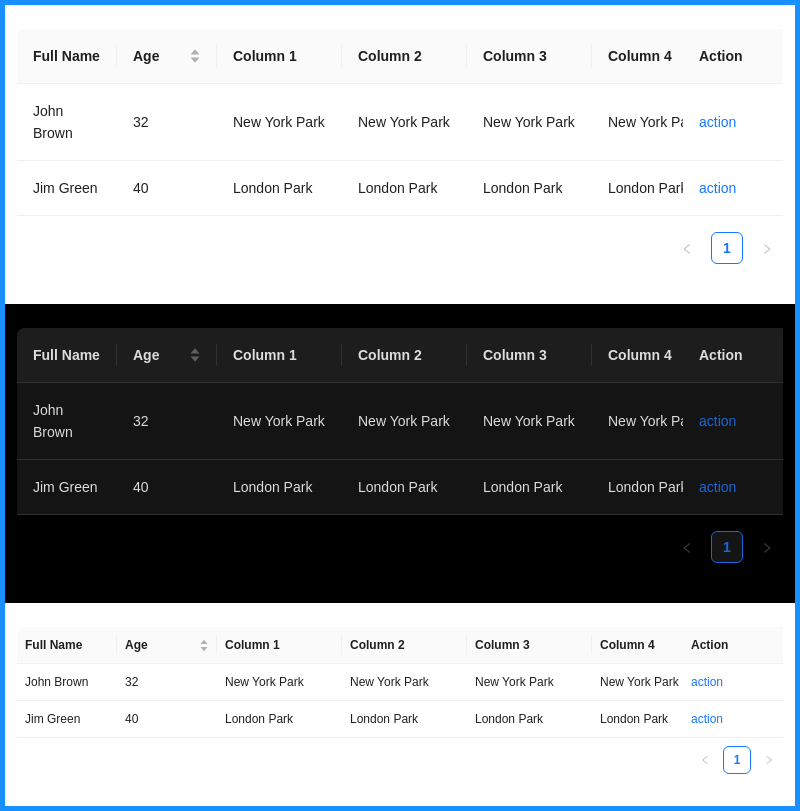 Full Name Age Column 1 Column 2 Column 3 Column 4 Action
John Brown 32 New York Park New York Park New York Park New York Pa action
Jim Green 40 London Park London Park London Park London Park action
1
Full Name Age Column 1 Column 2 Column 3 Column 4 Action
John Brown 32 New York Park New York Park New York Park New York Pa action
Jim Green 40 London Park London Park London Park London Park action
1
Full Name Age Column 1 Column 2 Column 3 Column 4 Action
John Brown 32 New York Park New York Park New York Park New York Park action
Jim Green 40 London Park London Park London Park London Park action
1